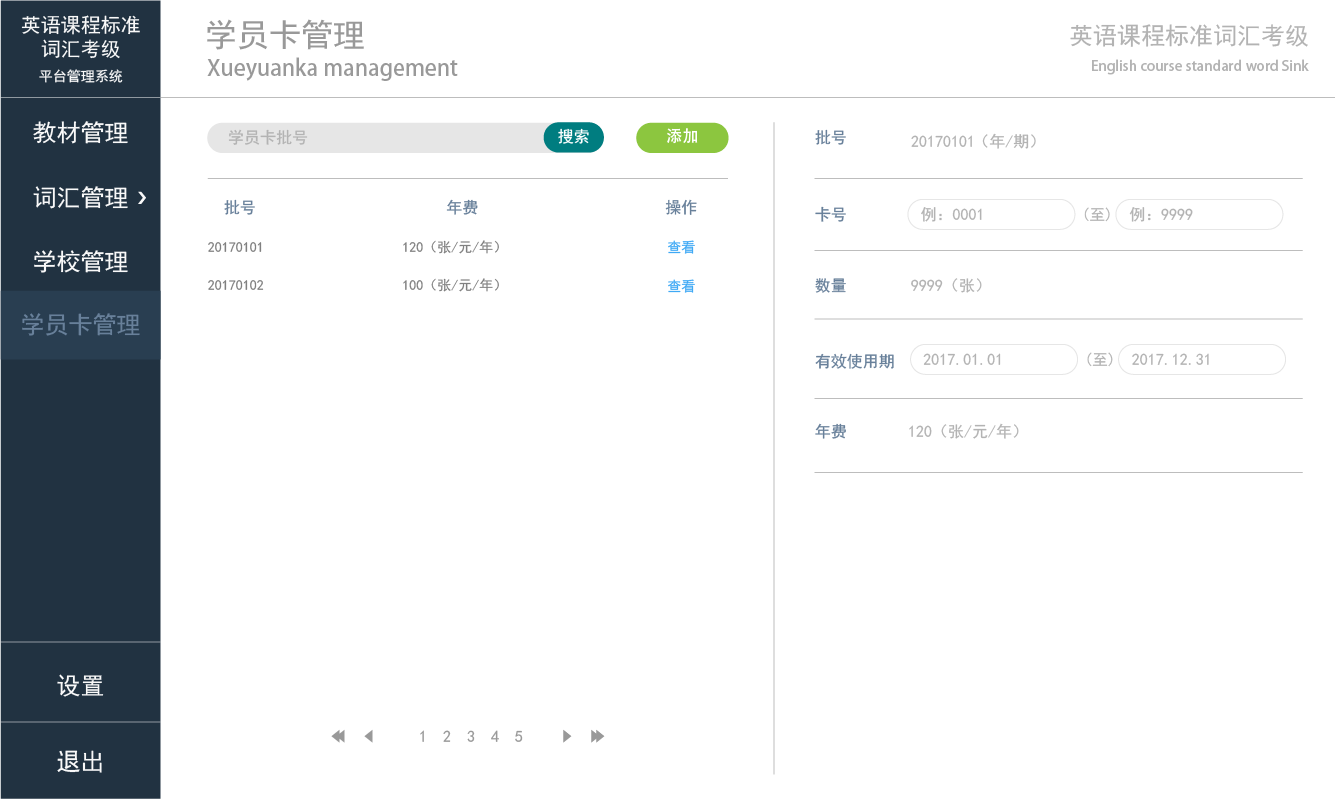 英语课程标准
词汇考级
平台管理系统
学员卡管理
Xueyuanka management
英语课程标准词汇考级
English course standard word Sink
教材管理
词汇管理 ›
学校管理
学员卡管理
设置
退出
学员卡批号 搜索 添加
批号 年费 操作
20170101 120（张/元/年） 查看
20170102 100（张/元/年） 查看
1 2 3 4 5
批号 20170101（年/期）
卡号 例：0001 （至） 例：9999
数量 9999（张）
有效使用期 2017.01.01 （至） 2017.12.31
年费 120（张/元/年）